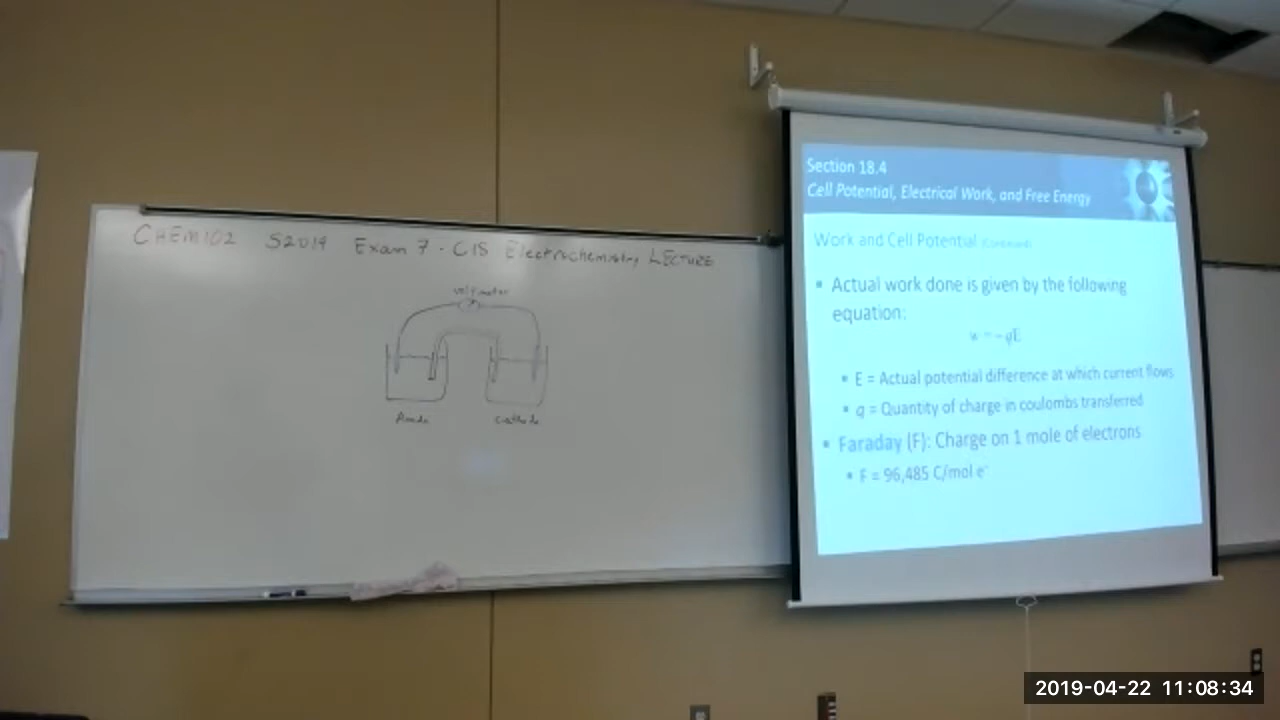 CHEM102 S2019 Exam 7 - C18 Electrochemistry LECTURE
voltmeter
Anode Cathode
Section 18.4
Cell Potential, Electrical Work, and Free Energy
Work and Cell Potential (Continued)
▪ Actual work done is given by the following
equation:
w = -qE
▪ E = Actual potential difference at which current flows
▪ q = Quantity of charge in coulombs transferred
▪ Faraday (F): Charge on 1 mole of electrons
▪ F = 96,485 C/mol e⁻
2019-04-22 11:08:34